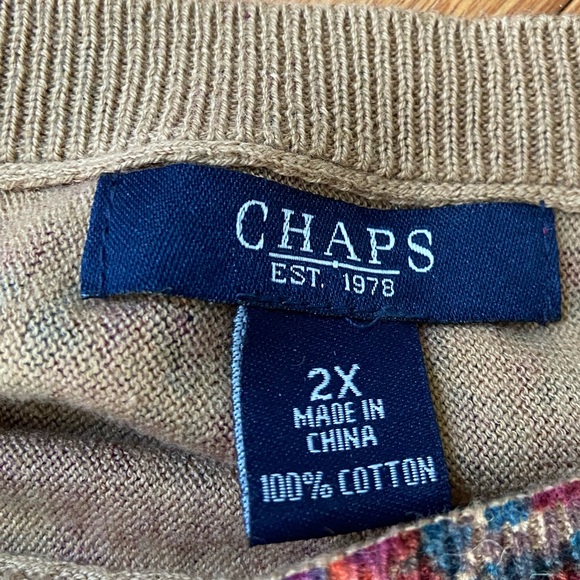 CHAPS
EST. 1978
2X
MADE IN
CHINA
100% COTTON